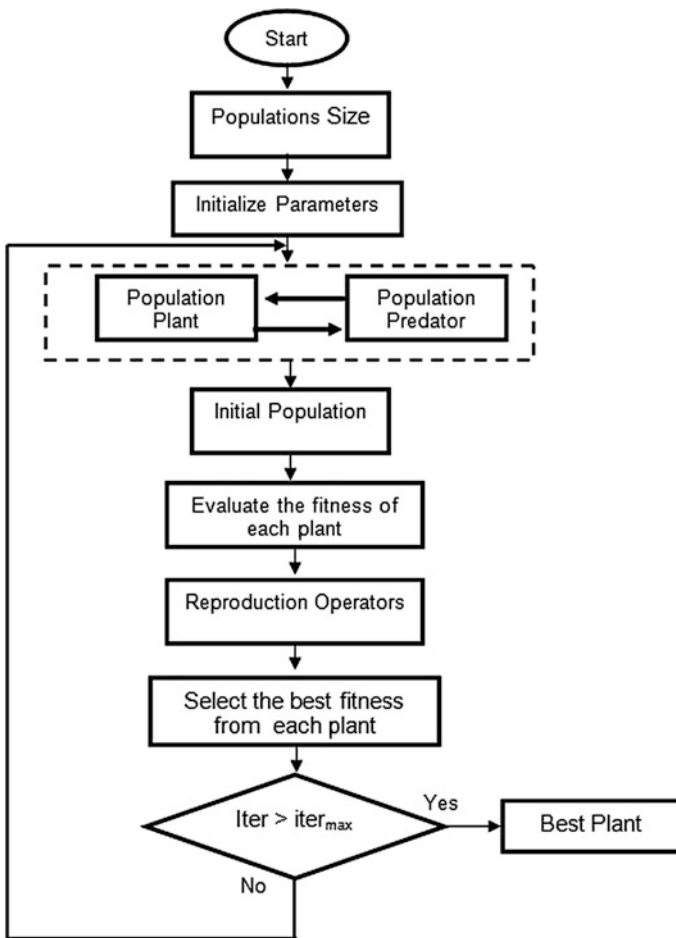 Start
Populations Size
Initialize Parameters
Population
Plant
Population
Predator
Initial Population
Evaluate the fitness of
each plant
Reproduction Operators
Select the best fitness
from each plant
Iter > iter_max
Yes
Best Plant
No